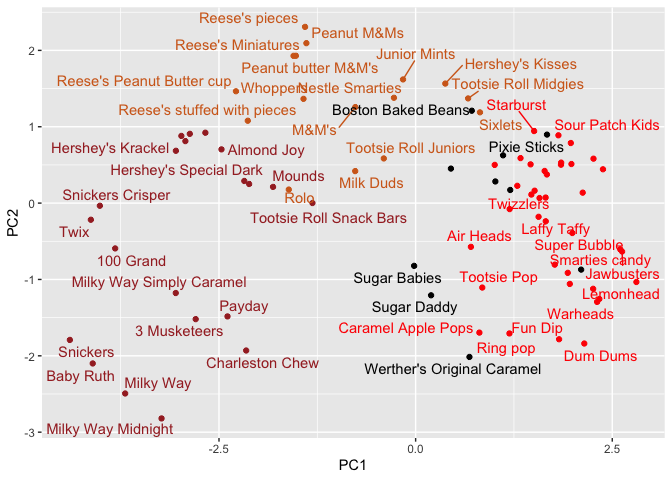 Reese's pieces
Peanut M&Ms
Reese's Miniatures
Junior Mints
Peanut butter M&M's
Hershey's Kisses
Reese's Peanut Butter cup
Whoppers
Nestle Smarties
Tootsie Roll Midgies
Reese's stuffed with pieces
Boston Baked Beans
Starburst
M&M's
Sixlets
Sour Patch Kids
Hershey's Krackel
Almond Joy
Tootsie Roll Juniors
Pixie Sticks
Hershey's Special Dark
Mounds
Milk Duds
Snickers Crisper
Rolo
Twizzlers
Tootsie Roll Snack Bars
Twix
Laffy Taffy
Air Heads
Super Bubble
100 Grand
Smarties candy
Milky Way Simply Caramel
Sugar Babies
Tootsie Pop
Jawbusters
Payday
Sugar Daddy
Lemonhead
3 Musketeers
Caramel Apple Pops
Fun Dip
Warheads
Snickers
Charleston Chew
Ring pop
Dum Dums
Baby Ruth
Milky Way
Werther's Original Caramel
Milky Way Midnight
2
1
0
-1
-2
-3
PC2
-2.5
0.0
2.5
PC1